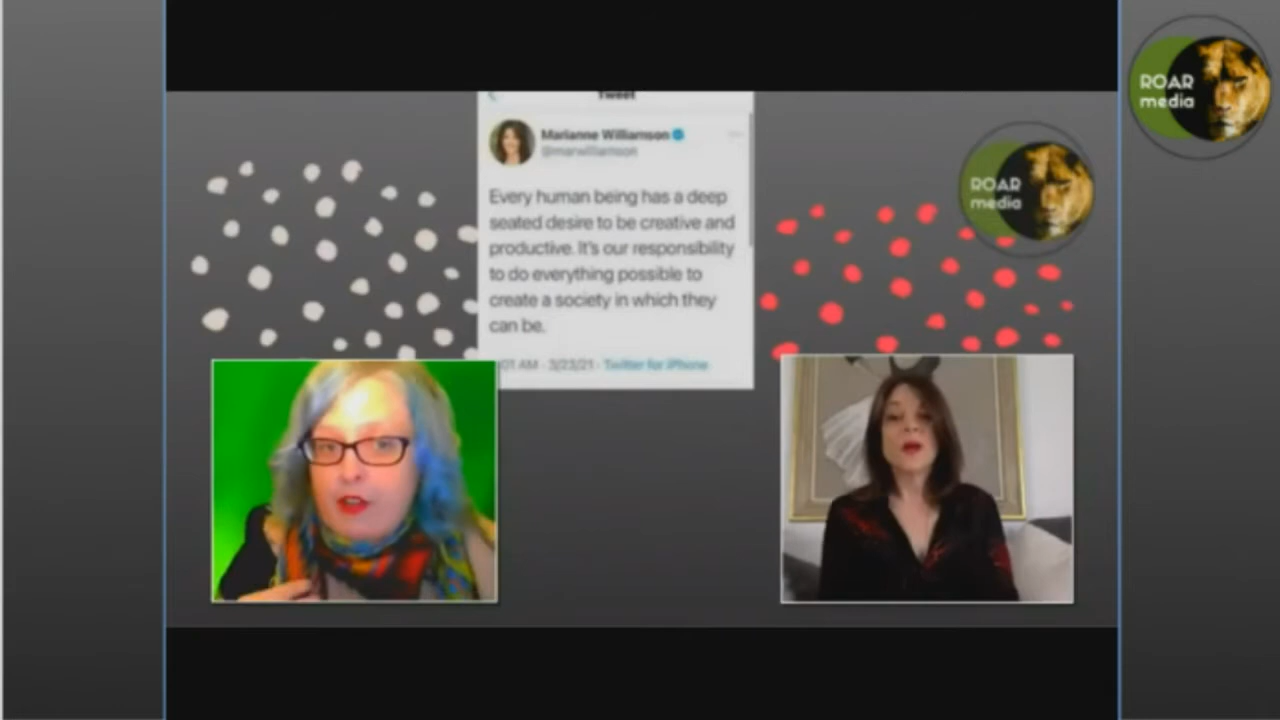 ROAR
media
Tweet
Marianne Williamson
@marwilliamson
Every human being has a deep
seated desire to be creative and
productive. It's our responsibility
to do everything possible to
create a society in which they
can be.
01 AM · 3/23/21 · Twitter for iPhone
ROAR
media